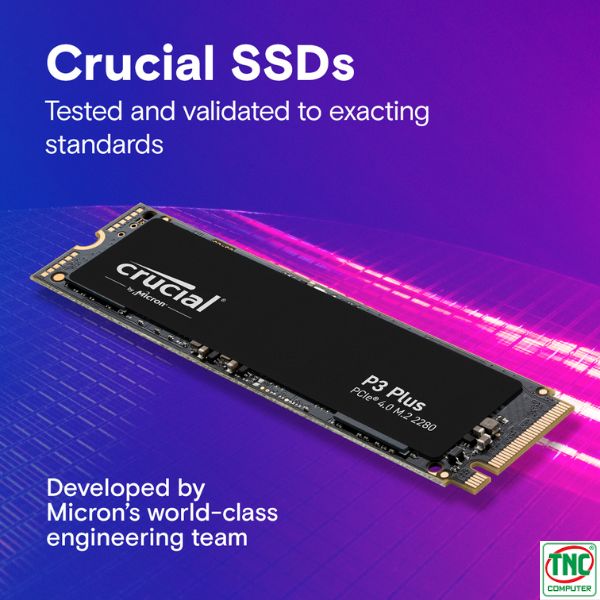 Crucial SSDs
Tested and validated to exacting
standards
crucial®
by Micron
P3 Plus
PCIe® 4.0 M.2 2280
Developed by
Micron's world-class
engineering team
TNC®
COMPUTER